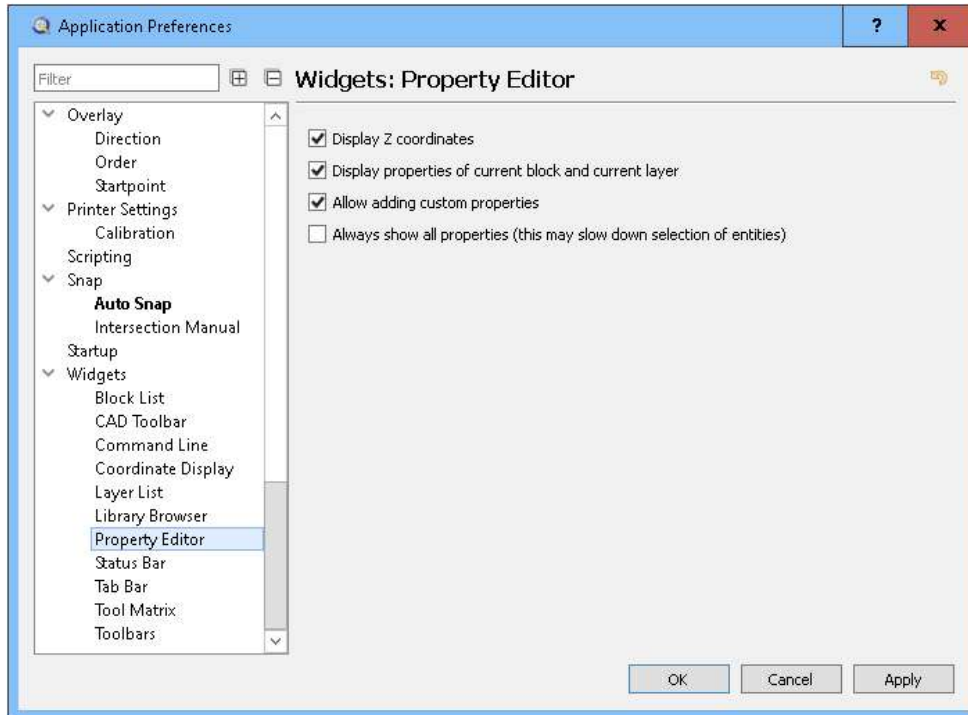 Application Preferences
?
x
Filter
Widgets: Property Editor
Overlay
Direction
Order
Startpoint
Printer Settings
Calibration
Scripting
Snap
Auto Snap
Intersection Manual
Startup
Widgets
Block List
CAD Toolbar
Command Line
Coordinate Display
Layer List
Library Browser
Property Editor
Status Bar
Tab Bar
Tool Matrix
Toolbars
Display Z coordinates
Display properties of current block and current layer
Allow adding custom properties
Always show all properties (this may slow down selection of entities)
OK
Cancel
Apply